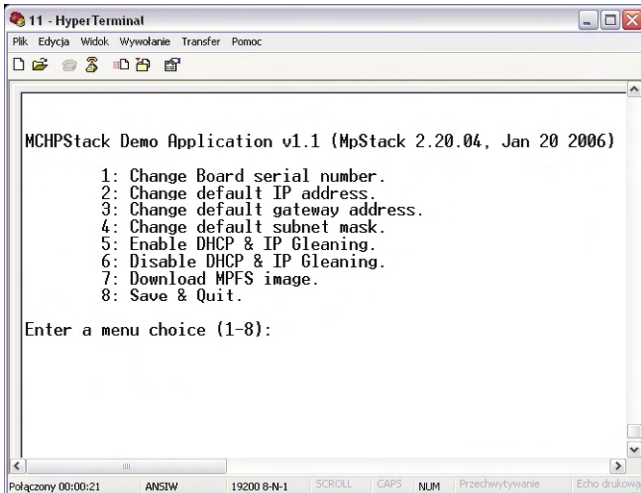 11 - HyperTerminal
Plik Edycja Widok Wywołanie Transfer Pomoc
MCHPStack Demo Application v1.1 (MpStack 2.20.04, Jan 20 2006)
1: Change Board serial number.
2: Change default IP address.
3: Change default gateway address.
4: Change default subnet mask.
5: Enable DHCP & IP Gleaning.
6: Disable DHCP & IP Gleaning.
7: Download MPFS image.
8: Save & Quit.
Enter a menu choice (1-8):
Połączony 00:00:21 ANSIW 19200 8-N-1 SCROLL CAPS NUM Przechwytywanie Echo drukowa